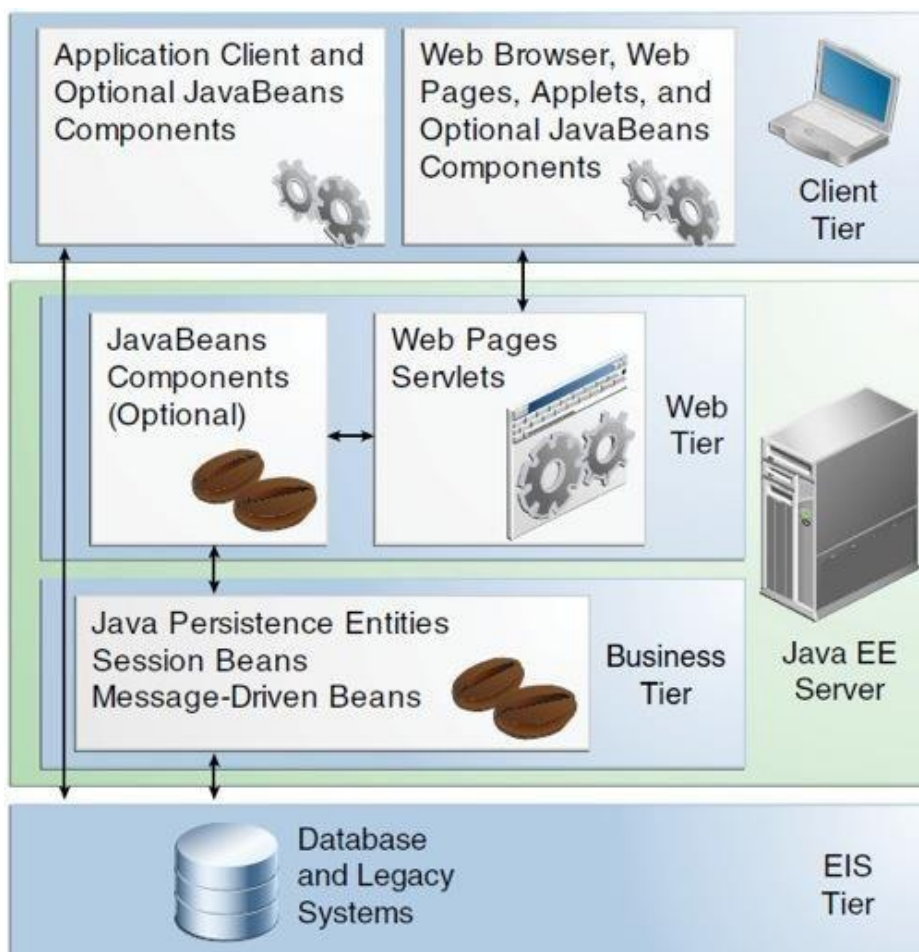 Application Client and
Optional JavaBeans
Components
Web Browser, Web
Pages, Applets, and
Optional JavaBeans
Components
Client
Tier
JavaBeans
Components
(Optional)
Web Pages
Servlets
Web
Tier
Java Persistence Entities
Session Beans
Message-Driven Beans
Business
Tier
Java EE
Server
Database
and Legacy
Systems
EIS
Tier